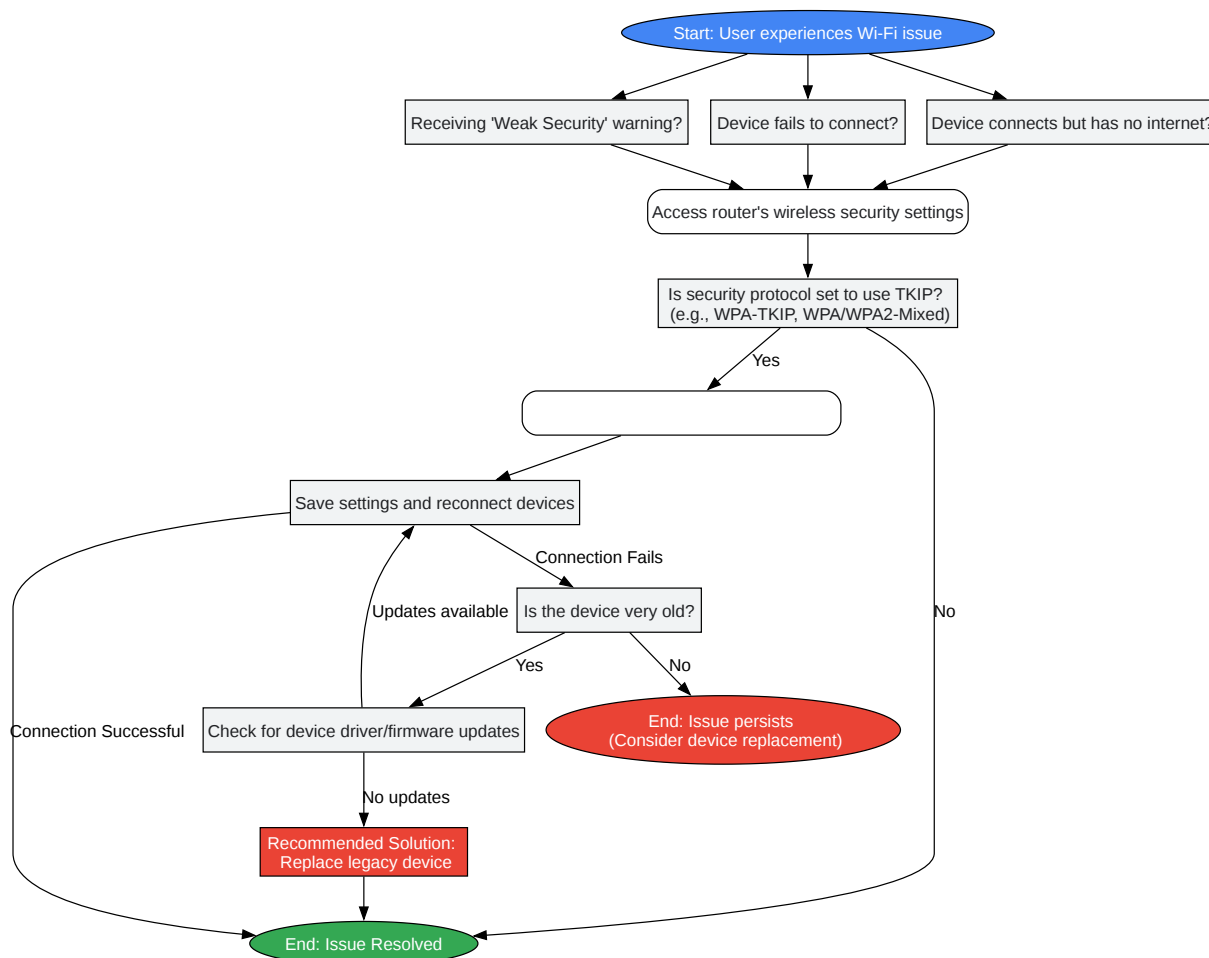 Start: User experiences Wi-Fi issue
Receiving 'Weak Security' warning?
Device fails to connect?
Device connects but has no internet?
Access router's wireless security settings
Is security protocol set to use TKIP?
(e.g., WPA-TKIP, WPA/WPA2-Mixed)
Yes
Save settings and reconnect devices
Connection Fails
Updates available
Is the device very old?
No
Yes
No
Connection Successful
Check for device driver/firmware updates
End: Issue persists
(Consider device replacement)
No updates
Recommended Solution:
Replace legacy device
End: Issue Resolved